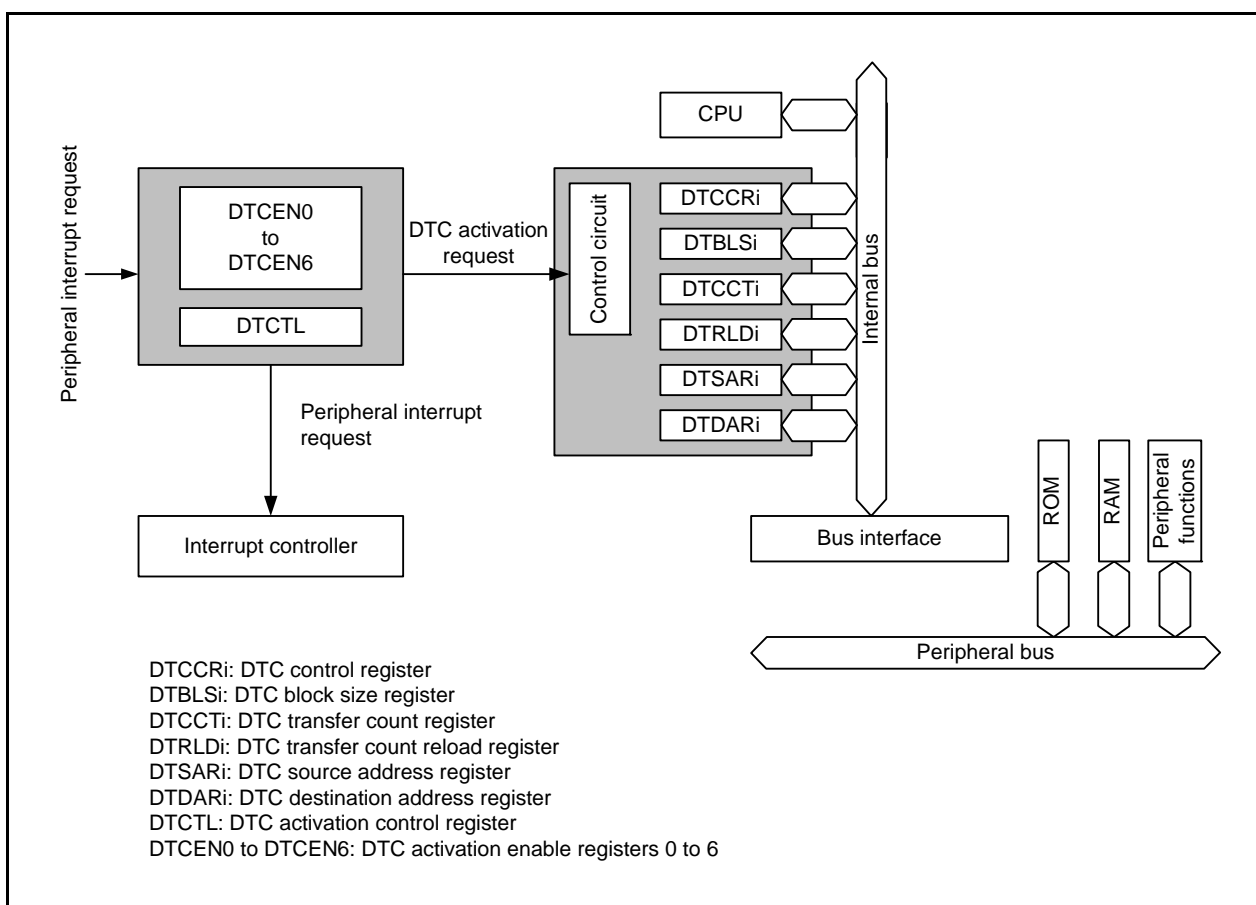 CPU
Peripheral interrupt request
DTCEN0
to
DTCEN6
DTCTL
DTC activation
request
Control circuit
DTCCRi
DTBLSi
DTCCTi
DTRLDi
DTSARi
DTDARi
Internal bus
Peripheral interrupt
request
Interrupt controller
Bus interface
ROM
RAM
Peripheral
functions
Peripheral bus
DTCCRi: DTC control register
DTBLSi: DTC block size register
DTCCTi: DTC transfer count register
DTRLDi: DTC transfer count reload register
DTSARi: DTC source address register
DTDARi: DTC destination address register
DTCTL: DTC activation control register
DTCEN0 to DTCEN6: DTC activation enable registers 0 to 6